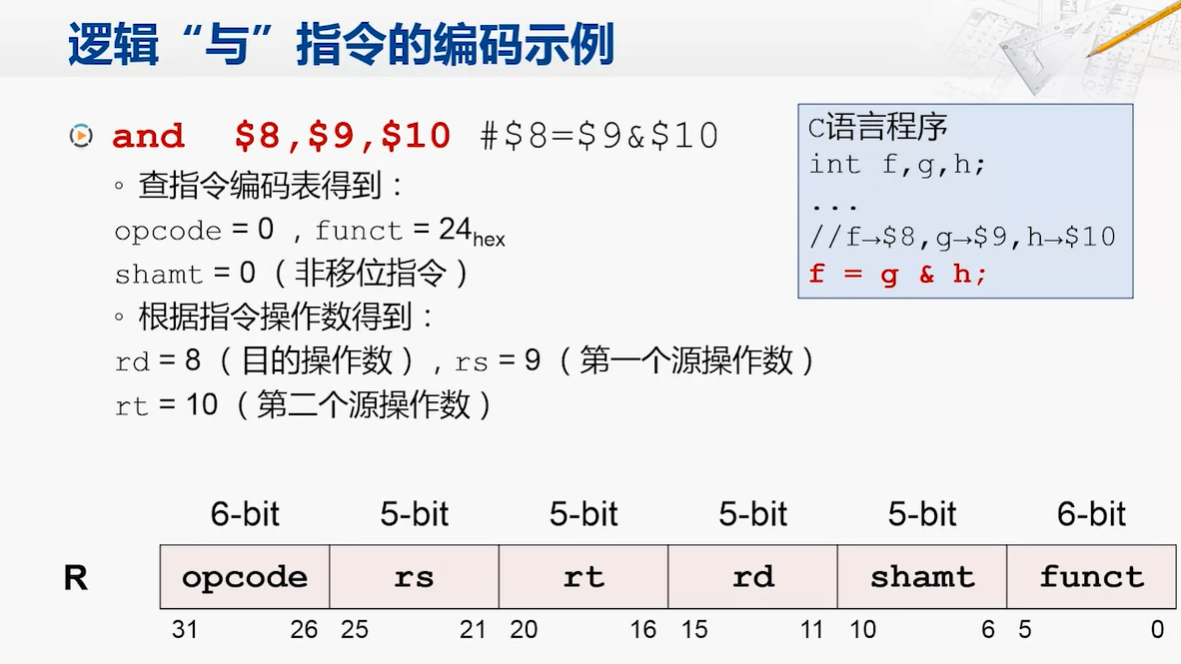 逻辑“与”指令的编码示例
and $8,$9,$10 #$8=$9&$10
◦ 查指令编码表得到：
opcode = 0 ，funct = 24hex
shamt = 0（非移位指令）
◦ 根据指令操作数得到：
rd = 8（目的操作数），rs = 9（第一个源操作数）
rt = 10（第二个源操作数）
C语言程序
int f,g,h;
...
//f→$8,g→$9,h→$10
f = g & h;
6-bit 5-bit 5-bit 5-bit 5-bit 6-bit
R opcode rs rt rd shamt funct
31 26 25 21 20 16 15 11 10 6 5 0